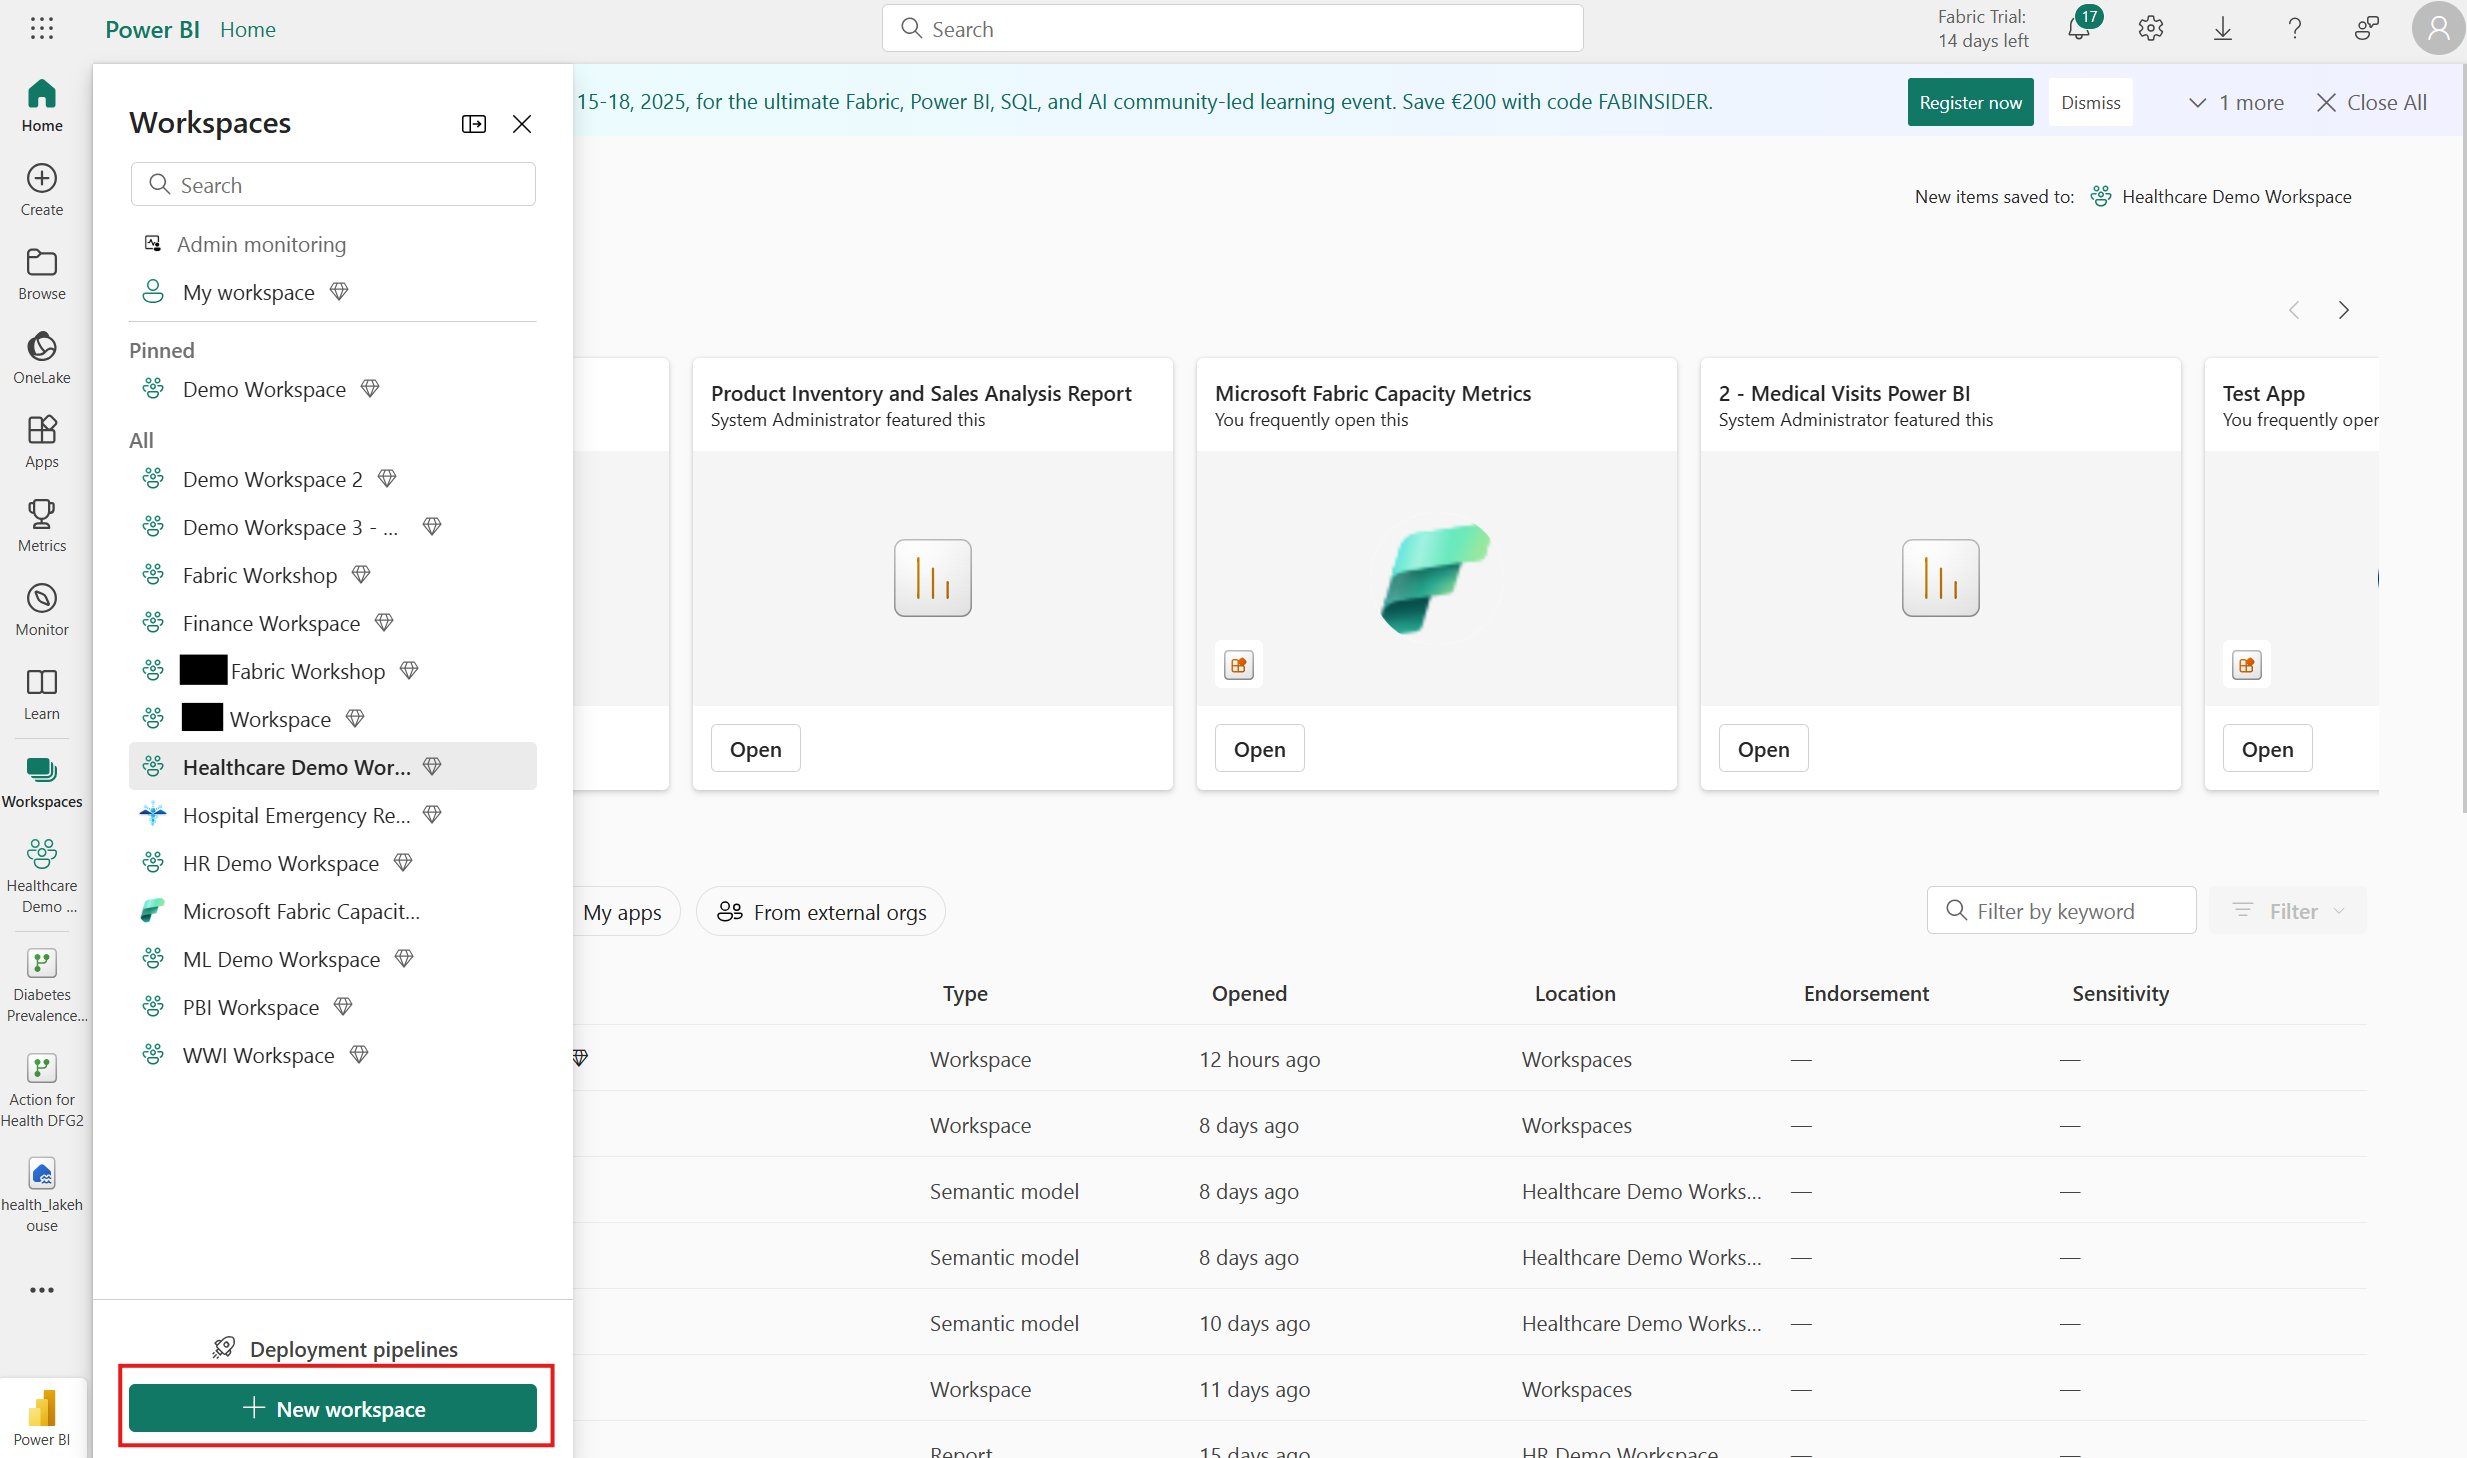 Power BI Home
Search
Fabric Trial:
14 days left
17
Home
Create
Browse
OneLake
Apps
Metrics
Monitor
Learn
Workspaces
Healthcare
Demo ...
Diabetes
Prevalence...
Action for
Health DFG2
health_lakeh
ouse
Power BI
Workspaces
Search
Admin monitoring
My workspace
Pinned
Demo Workspace
All
Demo Workspace 2
Demo Workspace 3 - ...
Fabric Workshop
Finance Workspace
Fabric Workshop
Workspace
Healthcare Demo Wor...
Hospital Emergency Re...
HR Demo Workspace
Microsoft Fabric Capacit...
ML Demo Workspace
PBI Workspace
WWI Workspace
Deployment pipelines
New workspace
15-18, 2025, for the ultimate Fabric, Power BI, SQL, and AI community-led learning event. Save €200 with code FABINSIDER.
Register now
Dismiss
1 more
Close All
New items saved to: Healthcare Demo Workspace
Product Inventory and Sales Analysis Report
System Administrator featured this
Open
Microsoft Fabric Capacity Metrics
You frequently open this
Open
2 - Medical Visits Power BI
System Administrator featured this
Open
Test App
You frequently oper
Open
My apps
From external orgs
Filter by keyword
Filter
Type Opened Location Endorsement Sensitivity
Workspace 12 hours ago Workspaces — —
Workspace 8 days ago Workspaces — —
Semantic model 8 days ago Healthcare Demo Works... — —
Semantic model 8 days ago Healthcare Demo Works... — —
Semantic model 10 days ago Healthcare Demo Works... — —
Workspace 11 days ago Workspaces — —
Report 15 days ago HR Demo Workspace — —